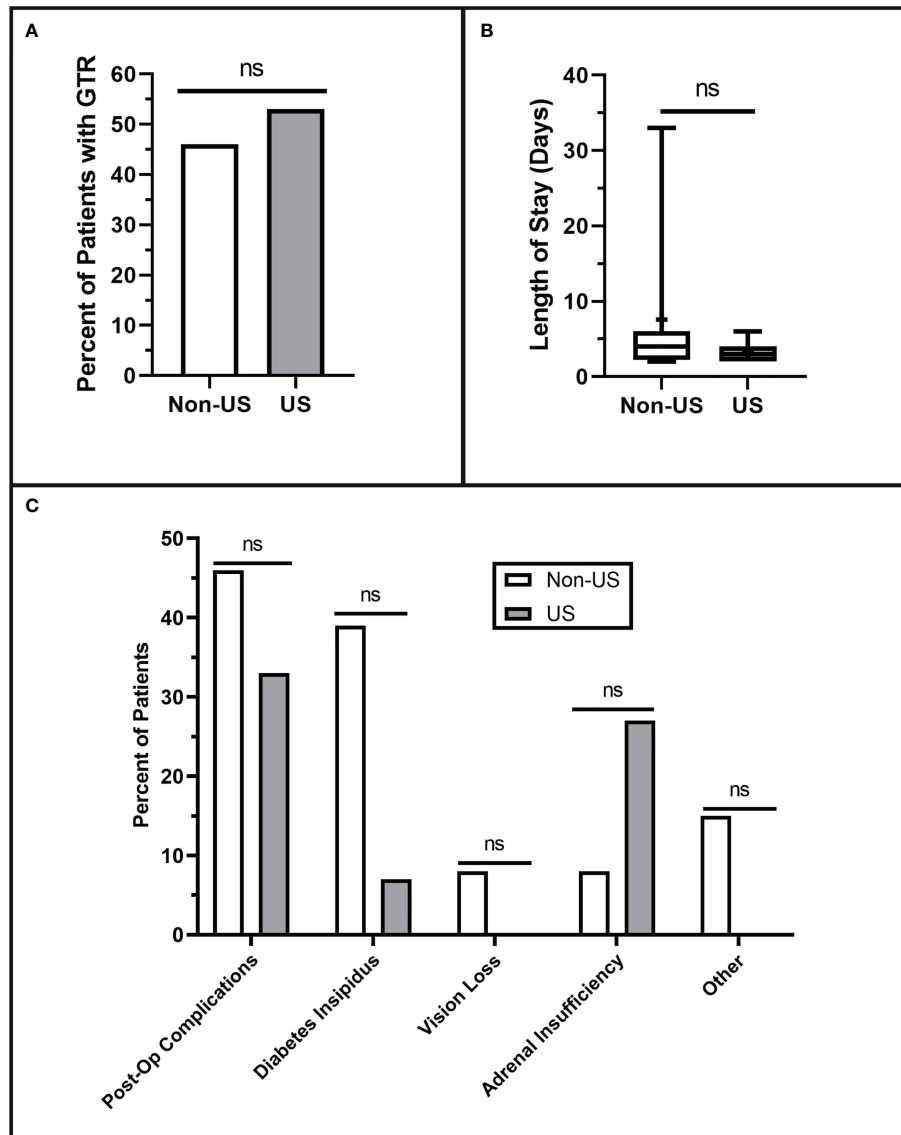 A
Percent of Patients with GTR
ns
60
50
40
30
20
10
0
Non-US
US
B
Length of Stay (Days)
ns
40
30
20
10
0
Non-US
US
C
Percent of Patients
50
40
30
20
10
0
ns
ns
ns
ns
ns
Non-US
US
Post-Op Complications
Diabetes Insipidus
Vision Loss
Adrenal Insufficiency
Other